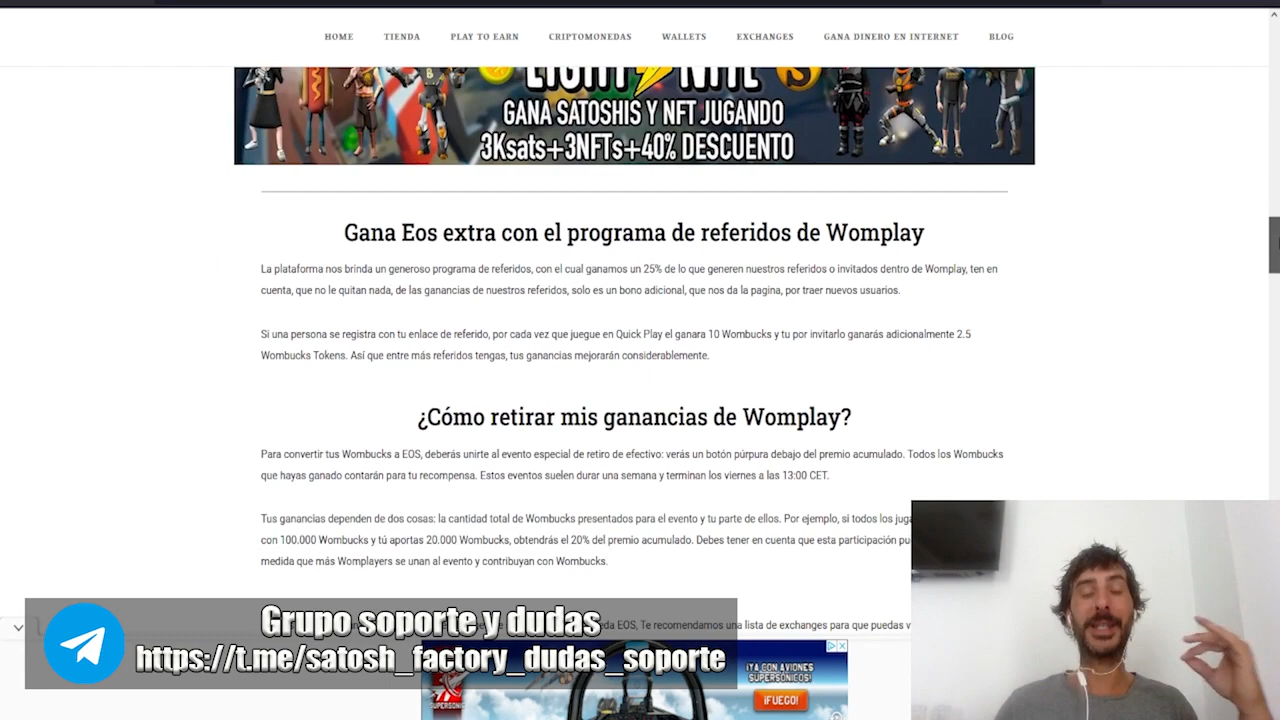 HOME TIENDA PLAY TO EARN CRIPTOMONEDAS WALLETS EXCHANGES GANA DINERO EN INTERNET BLOG
LIGHT NITE
GANA SATOSHIS Y NFT JUGANDO
3Ksats+3NFTs+40% DESCUENTO
Gana Eos extra con el programa de referidos de Womplay
La plataforma nos brinda un generoso programa de referidos, con el cual ganamos un 25% de lo que generen nuestros referidos o invitados dentro de Womplay, ten en
cuenta, que no le quitan nada, de las ganancias de nuestros referidos, solo es un bono adicional, que nos da la pagina, por traer nuevos usuarios.
Si una persona se registra con tu enlace de referido, por cada vez que juegue en Quick Play el ganara 10 Wombucks y tu por invitarlo ganarás adicionalmente 2.5
Wombucks Tokens. Así que entre más referidos tengas, tus ganancias mejorarán considerablemente.
¿Cómo retirar mis ganancias de Womplay?
Para convertir tus Wombucks a EOS, deberás unirte al evento especial de retiro de efectivo: verás un botón púrpura debajo del premio acumulado. Todos los Wombucks
que hayas ganado contarán para tu recompensa. Estos eventos suelen durar una semana y terminan los viernes a las 13:00 CET.
Tus ganancias dependen de dos cosas: la cantidad total de Wombucks presentados para el evento y tu parte de ellos. Por ejemplo, si todos los juga
con 100.000 Wombucks y tú aportas 20.000 Wombucks, obtendrás el 20% del premio acumulado. Debes tener en cuenta que esta participación pu
medida que más Womplayers se unan al evento y contribuyan con Wombucks.
eda EOS, Te recomendamos una lista de exchanges para que puedas v
Grupo soporte y dudas
https://t.me/satosh_factory_dudas_soporte
¡YA CON AVIONES
SUPERSÓNICOS!
¡FUEGO!